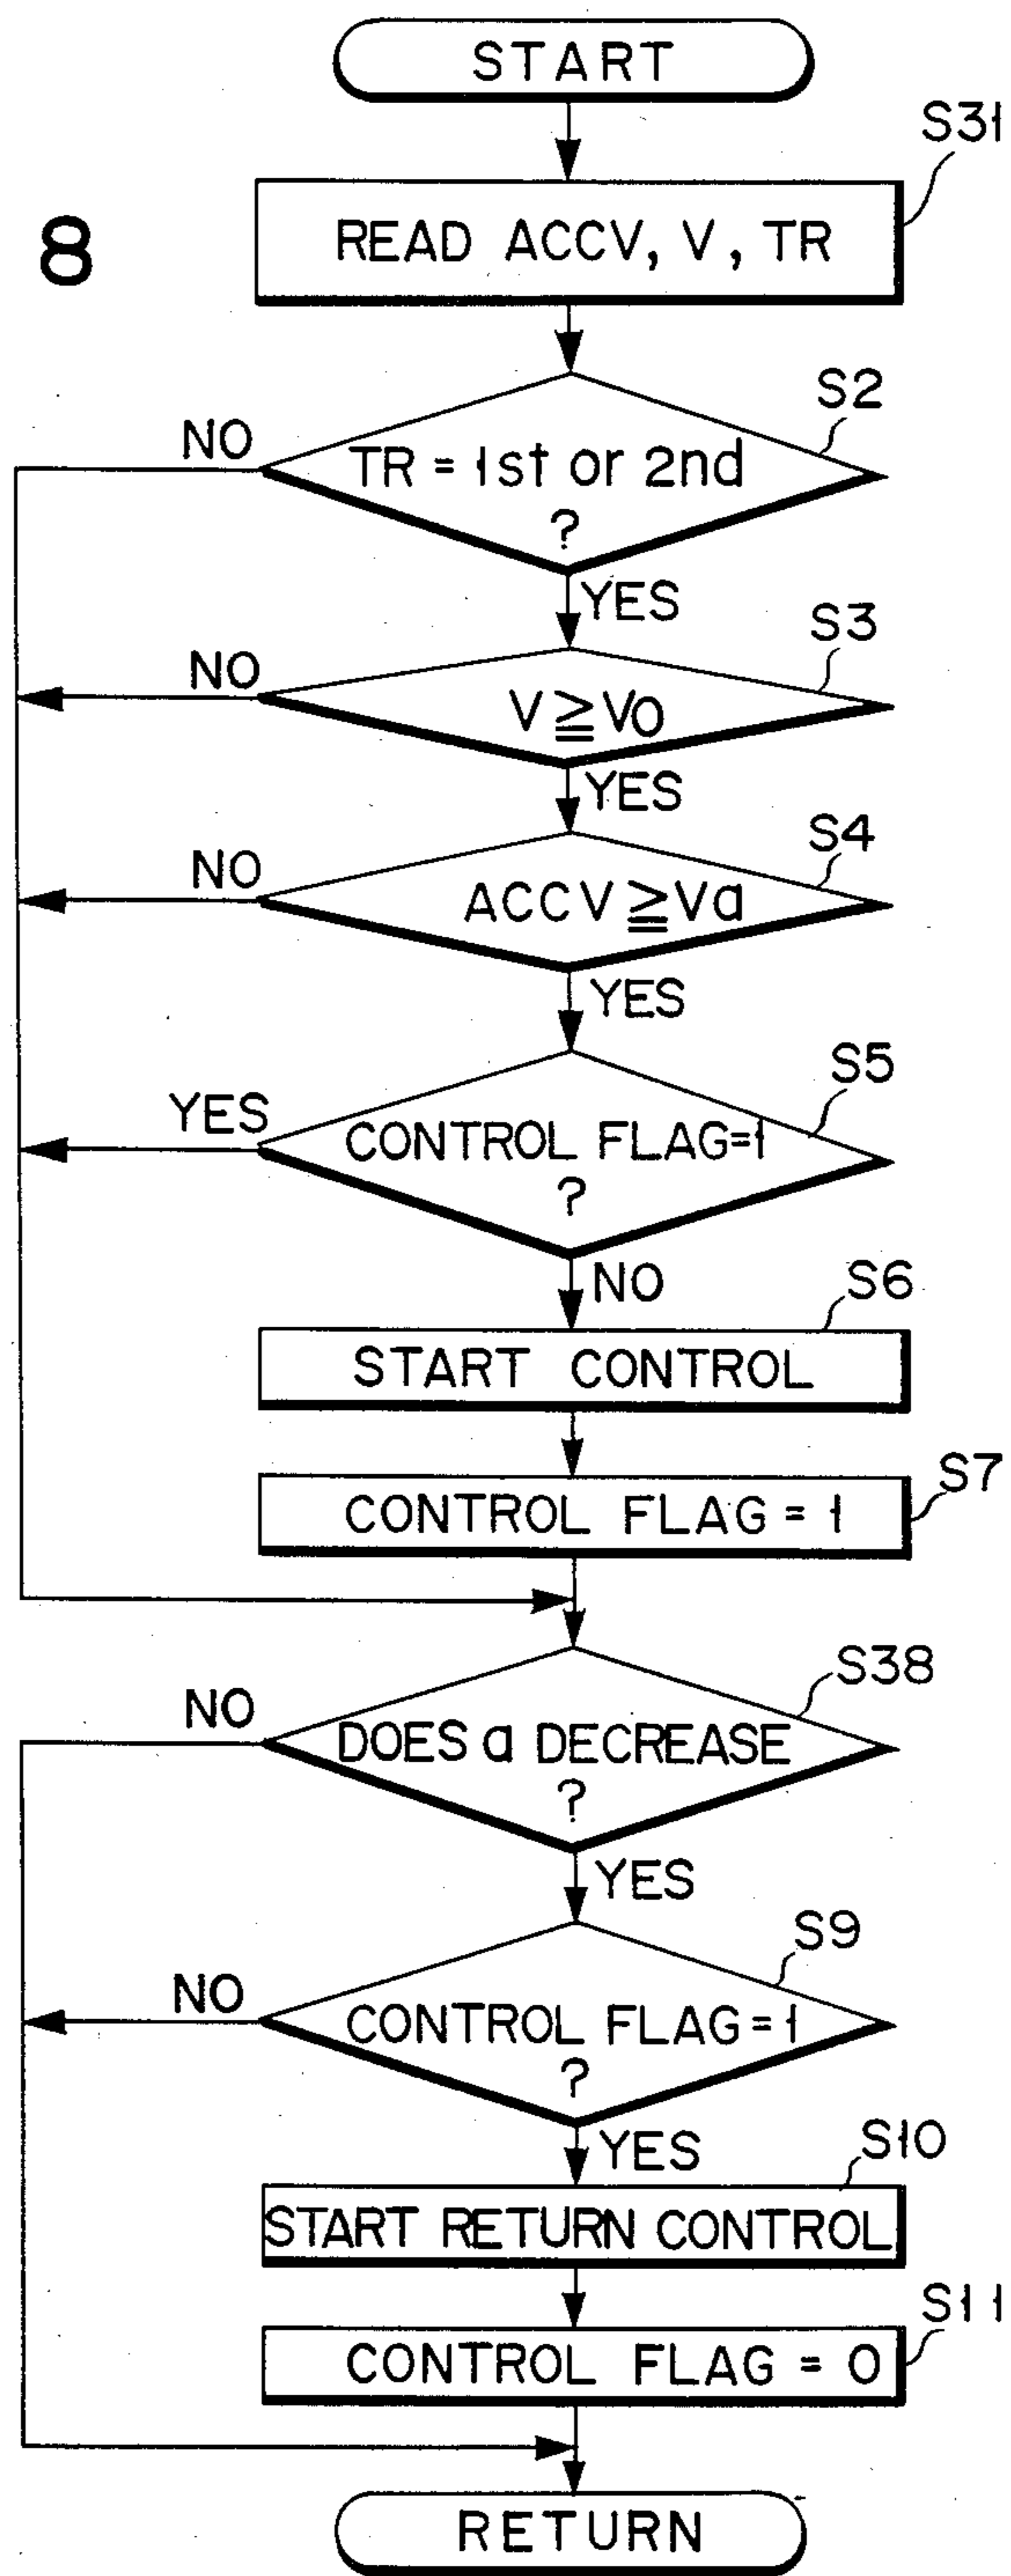 START
S31
READ ACCV, V, TR
8
S2
NO
TR = 1st or 2nd
?
YES
S3
NO
V ≧ V0
YES
S4
NO
ACCV ≧ Va
YES
S5
YES
CONTROL FLAG=1
?
NO
S6
START CONTROL
S7
CONTROL FLAG = 1
S38
NO
DOES a DECREASE
?
YES
S9
NO
CONTROL FLAG = 1
?
YES
S10
START RETURN CONTROL
S11
CONTROL FLAG = 0
RETURN